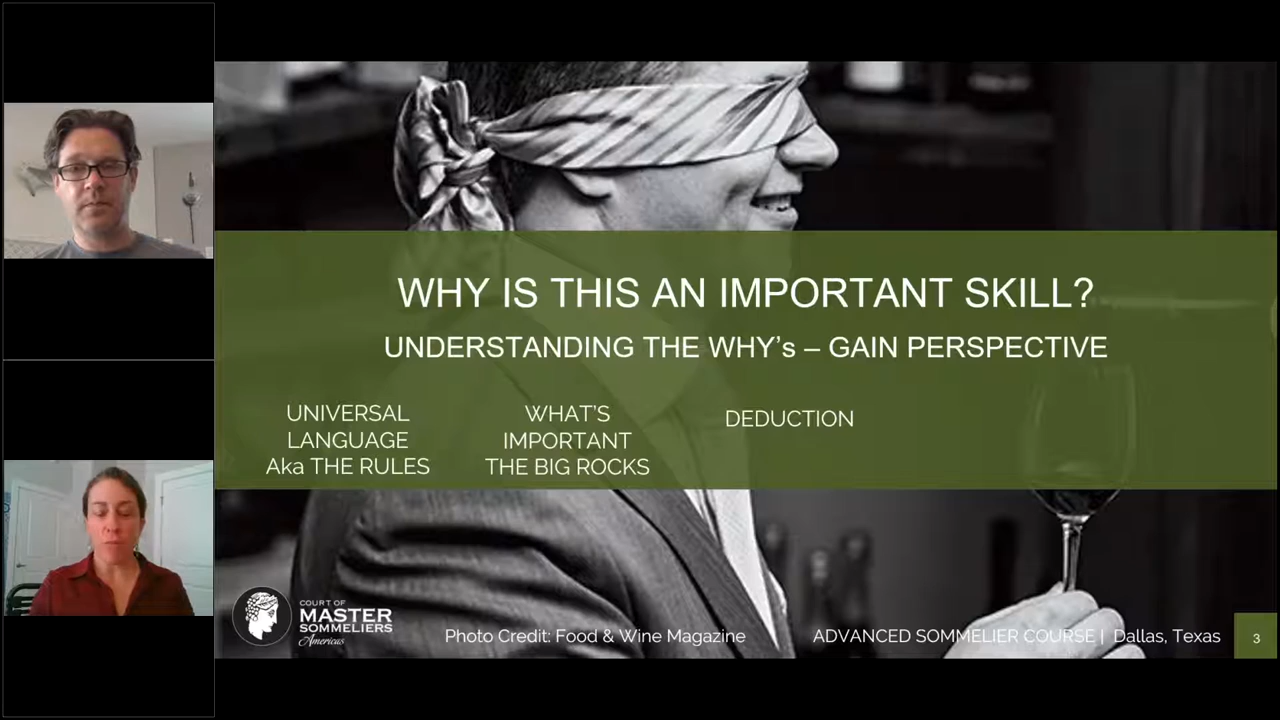 WHY IS THIS AN IMPORTANT SKILL?
UNDERSTANDING THE WHY’s – GAIN PERSPECTIVE
UNIVERSAL
LANGUAGE
Aka THE RULES
WHAT’S
IMPORTANT
THE BIG ROCKS
DEDUCTION
COURT OF
MASTER
SOMMELIERS
Americas
Photo Credit: Food & Wine Magazine
ADVANCED SOMMELIER COURSE | Dallas, Texas
3